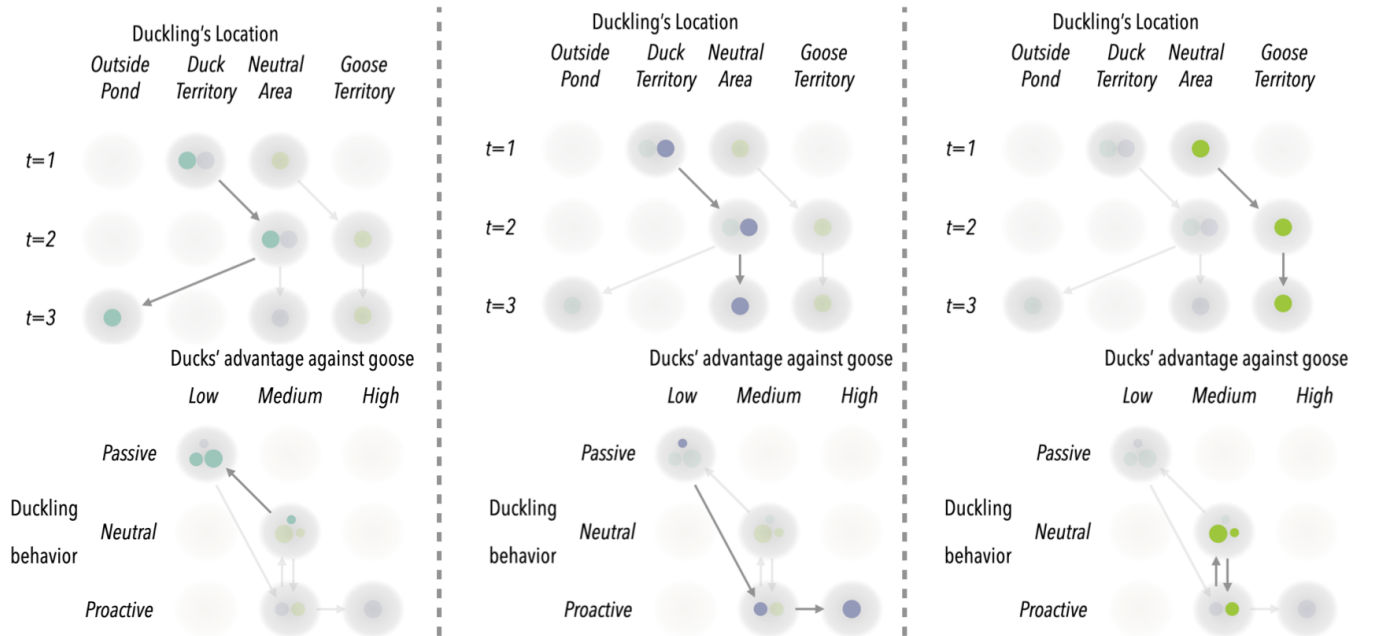 Duckling's Location
Outside Pond Duck Territory Neutral Area Goose Territory
t=1
t=2
t=3
Ducks' advantage against goose
Low Medium High
Passive
Duckling behavior
Neutral
Proactive
Duckling's Location
Outside Pond Duck Territory Neutral Area Goose Territory
t=1
t=2
t=3
Ducks' advantage against goose
Low Medium High
Passive
Duckling behavior
Neutral
Proactive
Duckling's Location
Outside Pond Duck Territory Neutral Area Goose Territory
t=1
t=2
t=3
Ducks' advantage against goose
Low Medium High
Passive
Duckling behavior
Neutral
Proactive